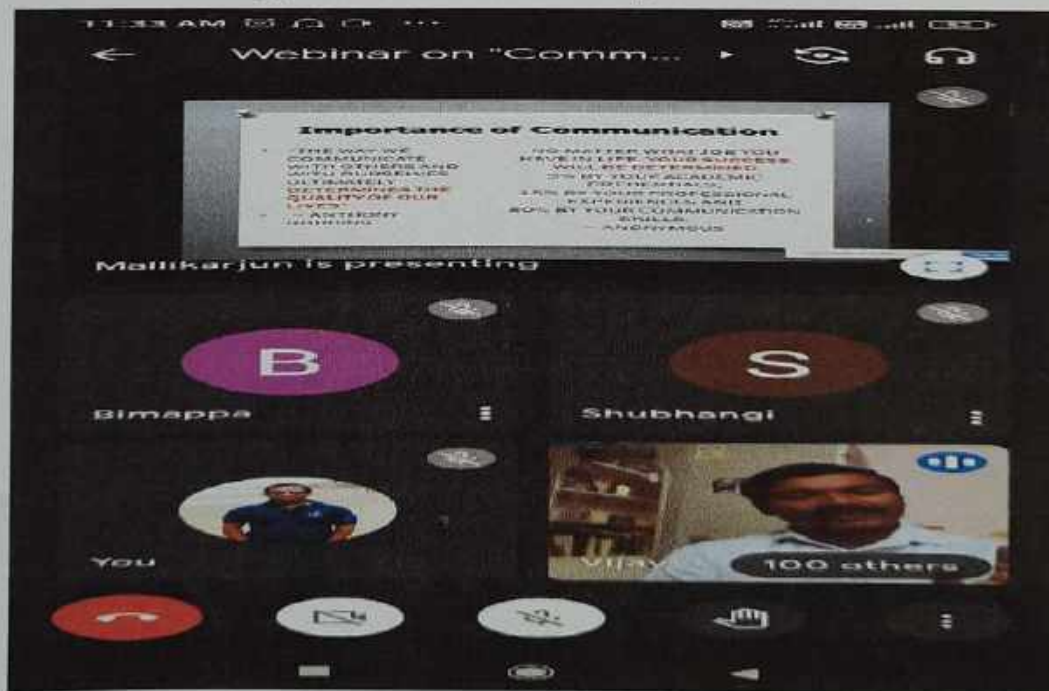 11:33 AM
Webinar on "Comm...
Importance of Communication
"THE WAY WE
COMMUNICATE
WITH OTHERS AND
WITH OURSELVES
ULTIMATELY
DETERMINES THE
QUALITY OF OUR
LIVES"
– ANTHONY
NO MATTER WHAT JOB YOU
HAVE IN LIFE, YOUR SUCCESS
WILL BE DETERMINED
5% BY YOUR ACADEMIC
CREDENTIALS,
15% BY YOUR PROFESSIONAL
EXPERIENCES AND
80% BY YOUR COMMUNICATION
SKILLS
– ANONYMOUS
Mallikarjun is presenting
B
Bimappa
S
Shubhangi
You
Vijay
100 others